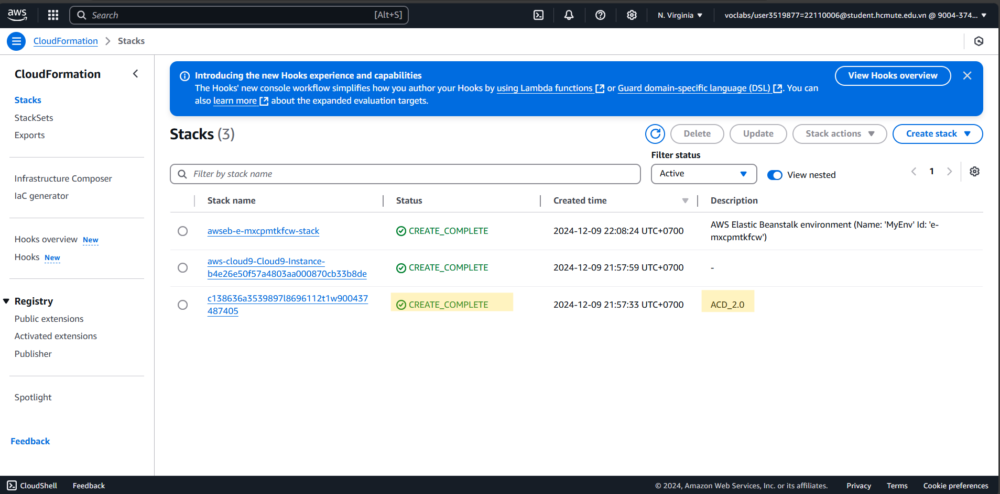 aws
Search [Alt+S]
N. Virginia
voclabs/user3519877=22110006@student.hcmute.edu.vn @ 9004-374...
CloudFormation
Stacks
CloudFormation
Stacks
StackSets
Exports
Infrastructure Composer
IaC generator
Hooks overview New
Hooks New
Registry
Public extensions
Activated extensions
Publisher
Spotlight
Feedback
Introducing the new Hooks experience and capabilities
The Hooks' new console workflow simplifies how you author your Hooks by using Lambda functions or Guard domain-specific language (DSL) . You can
also learn more about the expanded evaluation targets.
View Hooks overview
Stacks (3)
Delete
Update
Stack actions
Create stack
Filter by stack name
Filter status
Active
View nested
1
Stack name Status Created time Description
awseb-e-mxcpmtkfcw-stack CREATE_COMPLETE 2024-12-09 22:08:24 UTC+0700 AWS Elastic Beanstalk environment (Name: 'MyEnv' Id: 'e-
mxcpmtkfcw')
aws-cloud9-Cloud9-Instance-
b4e26e50f57a4803aa000870cb33b8de CREATE_COMPLETE 2024-12-09 21:57:59 UTC+0700 -
c138636a3539897l8696112t1w900437
487405 CREATE_COMPLETE 2024-12-09 21:57:33 UTC+0700 ACD_2.0
CloudShell Feedback
© 2024, Amazon Web Services, Inc. or its affiliates. Privacy Terms Cookie preferences